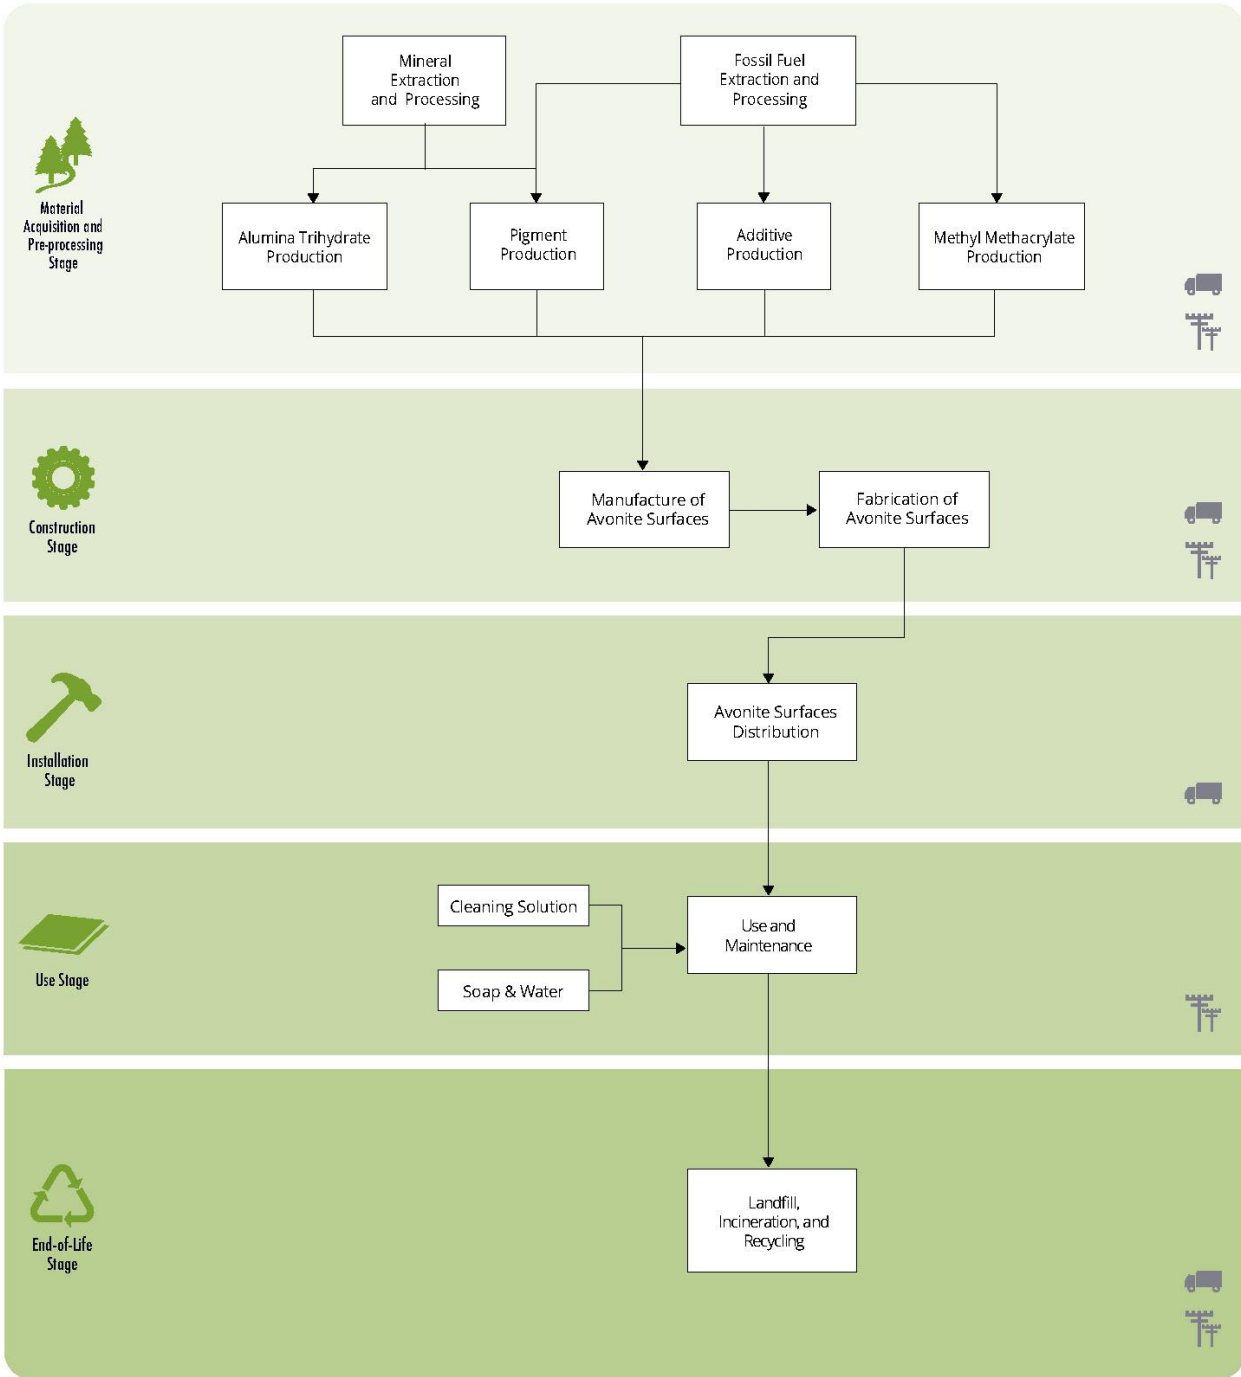 Mineral
Extraction
and Processing
Fossil Fuel
Extraction and
Processing
Material
Acquisition and
Pre-processing
Stage
Alumina Trihydrate
Production
Pigment
Production
Additive
Production
Methyl Methacrylate
Production
Construction
Stage
Manufacture of
Avonite Surfaces
Fabrication of
Avonite Surfaces
Installation
Stage
Avonite Surfaces
Distribution
Use Stage
Cleaning Solution
Soap & Water
Use and
Maintenance
End-of-Life
Stage
Landfill,
Incineration, and
Recycling